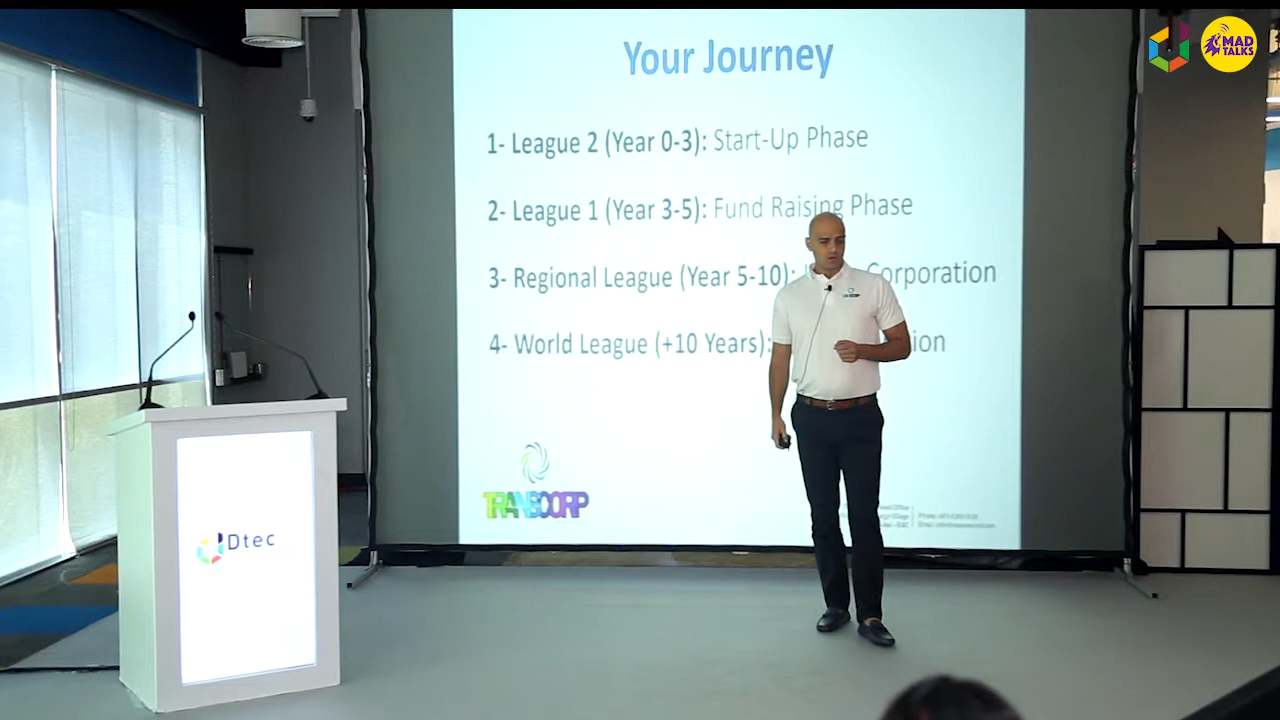 MAD
TALKS
Your Journey
1- League 2 (Year 0-3): Start-Up Phase
2- League 1 (Year 3-5): Fund Raising Phase
3- Regional League (Year 5-10): Corporation
4- World League (+10 Years):
TRANSCORP
Dtec